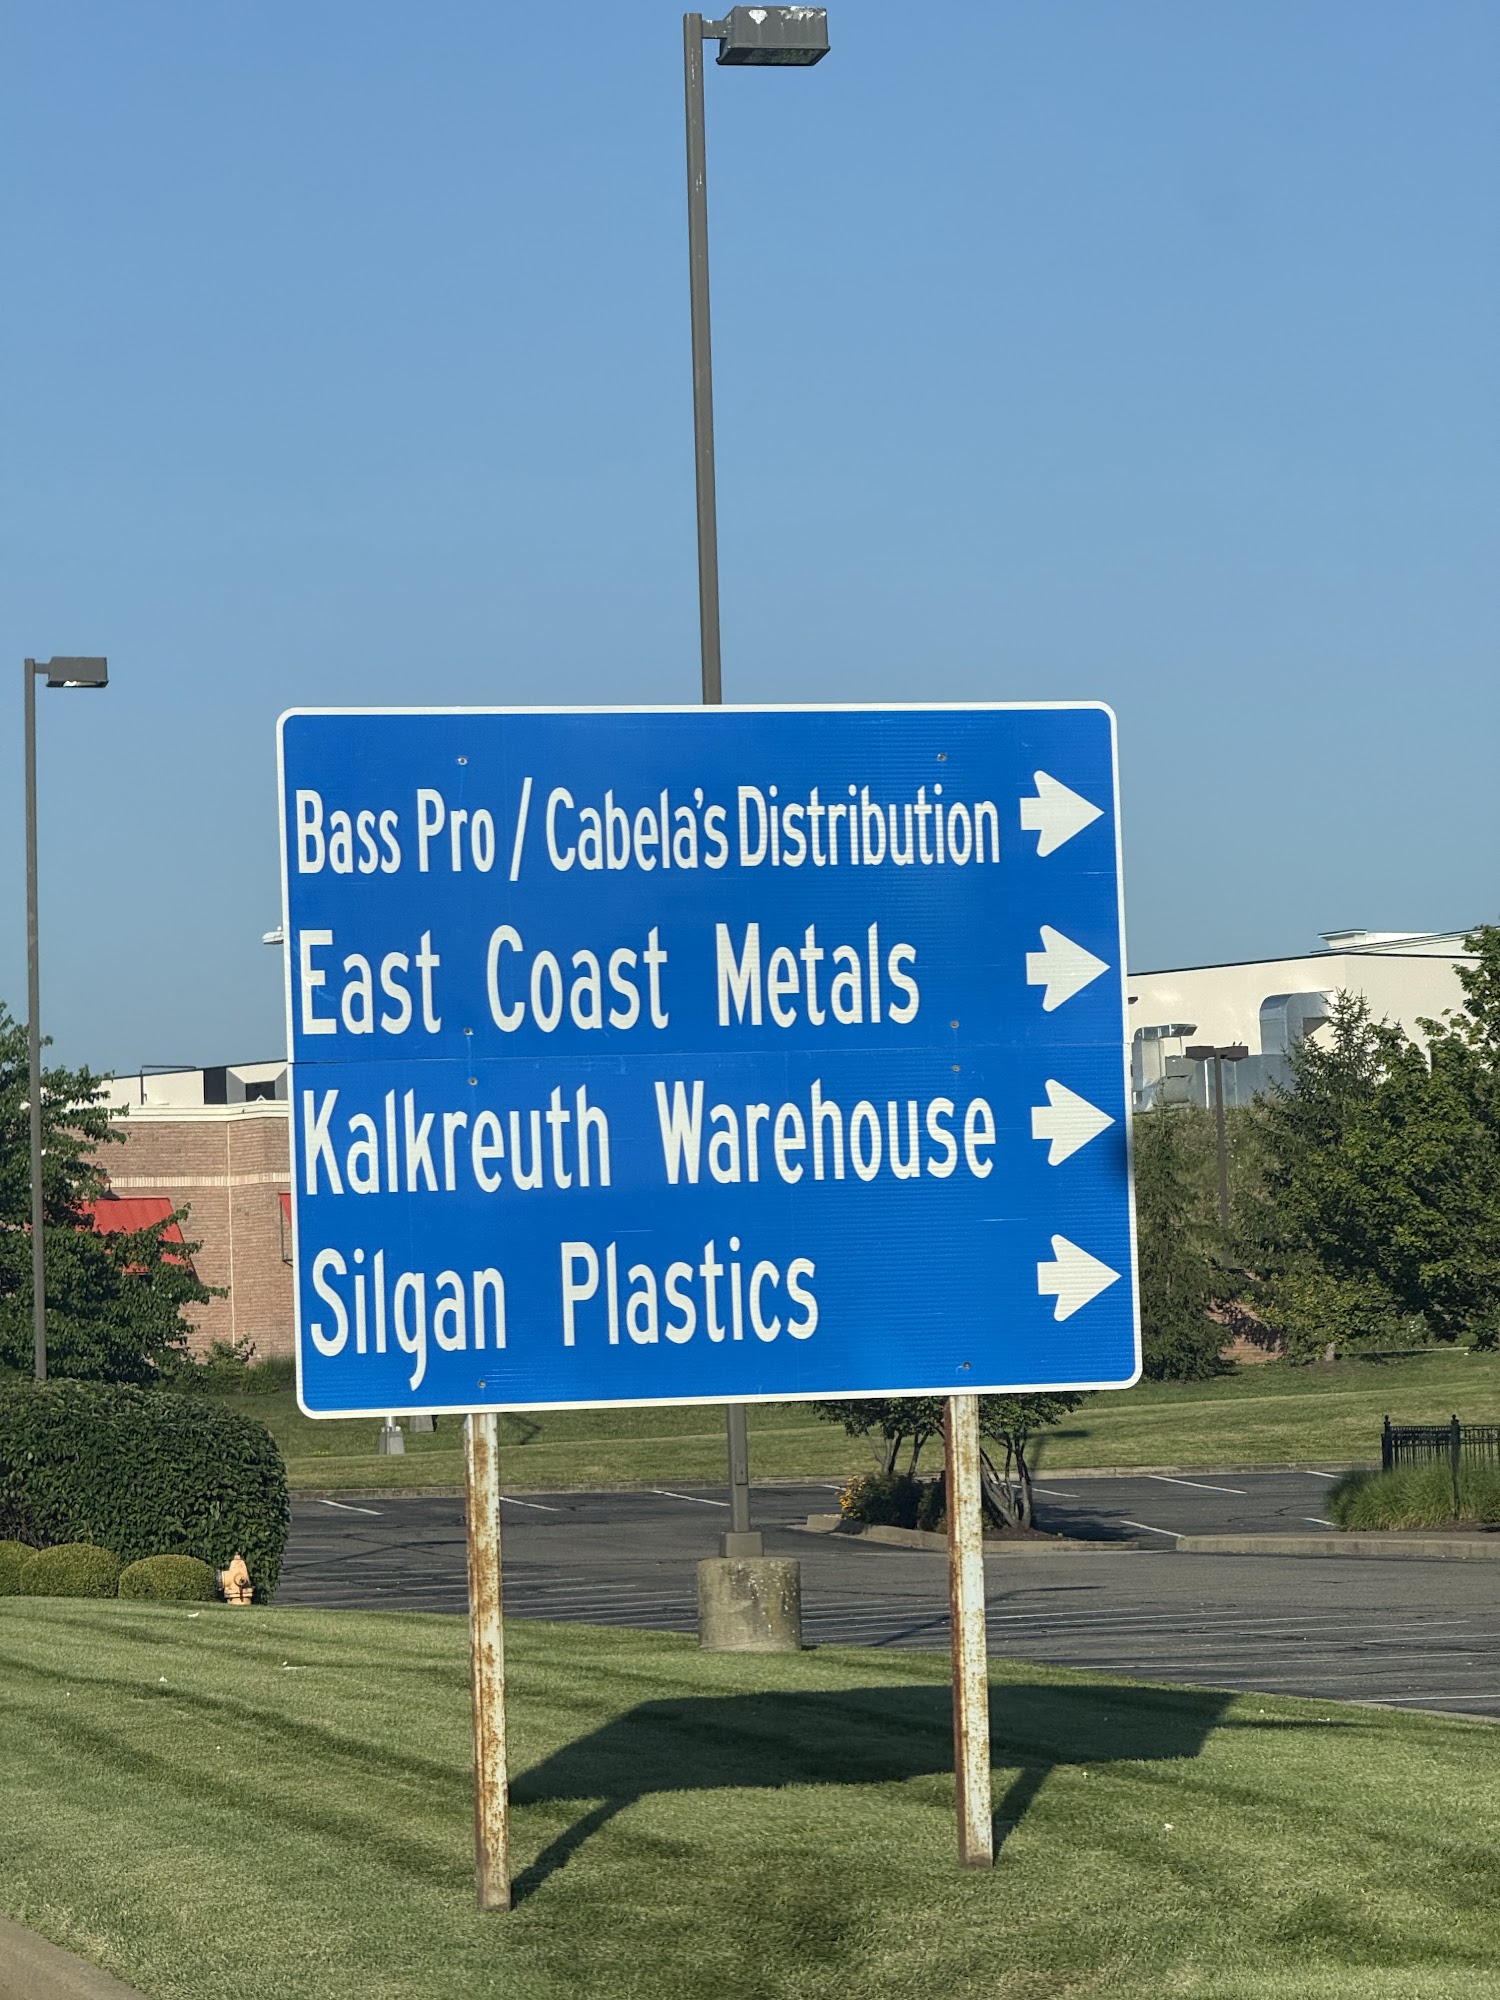 Bass Pro / Cabela's Distribution
East Coast Metals
Kalkreuth Warehouse
Silgan Plastics